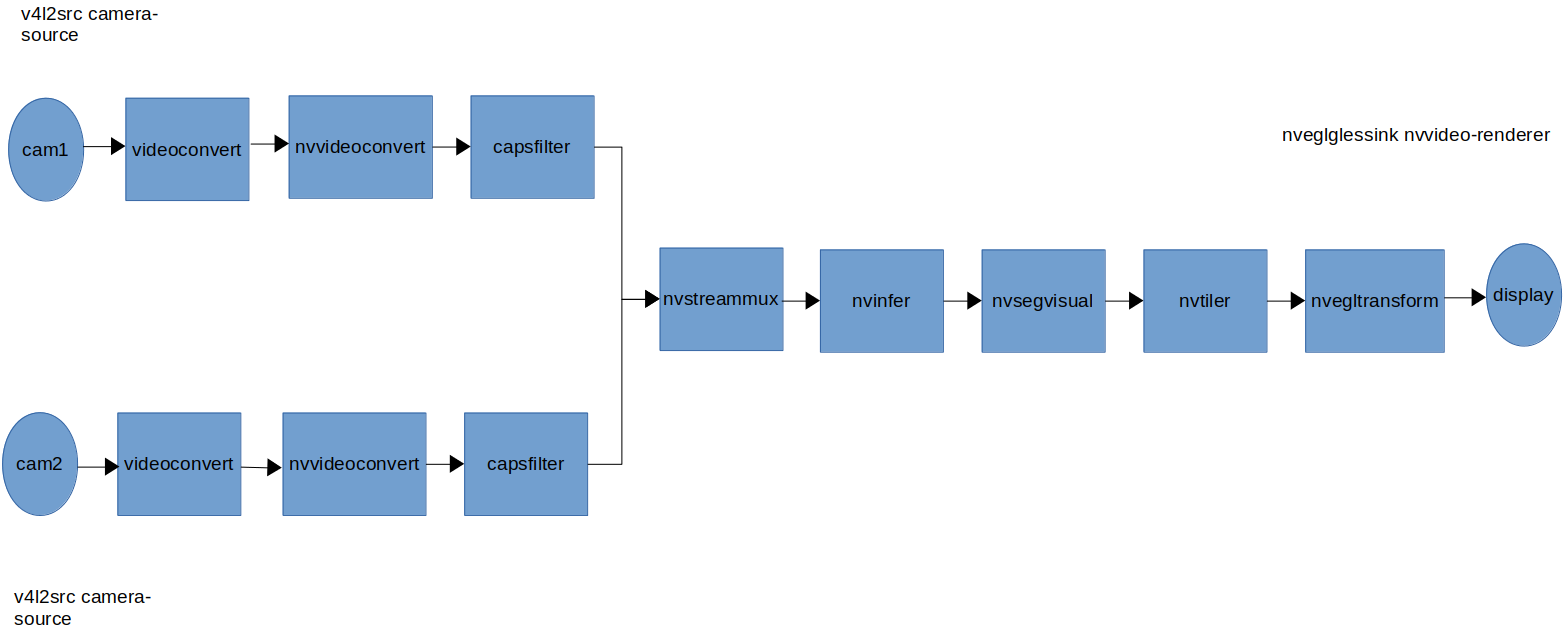 v4l2src camera-
source
cam1
videoconvert
nvvideoconvert
capsfilter
nveglglessink nvvideo-renderer
nvstreammux
nvinfer
nvsegvisual
nvtiler
nvegltransform
display
cam2
videoconvert
nvvideoconvert
capsfilter
v4l2src camera-
source